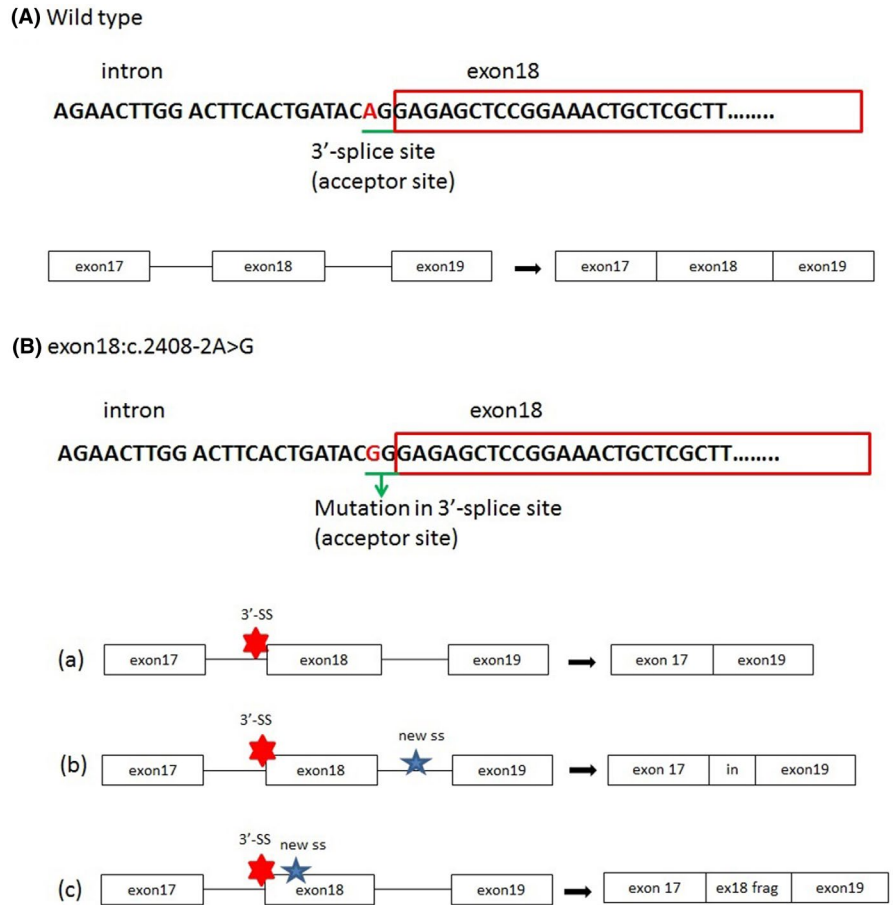 (A) Wild type
intron exon18
AGAACTTGG ACTTCACTGATACAGGAGAGCTCCGGAAACTGCTCGCTT........
3′-splice site
(acceptor site)
exon17 exon18 exon19 exon17 exon18 exon19
(B) exon18:c.2408-2A>G
intron exon18
AGAACTTGG ACTTCACTGATACGGGAGAGCTCCGGAAACTGCTCGCTT........
Mutation in 3′-splice site
(acceptor site)
3′-SS
(a) exon17 exon18 exon19 exon 17 exon19
3′-SS new ss
(b) exon17 exon18 exon19 exon 17 in exon19
3′-SS new ss
(c) exon17 exon18 exon19 exon 17 ex18 frag exon19